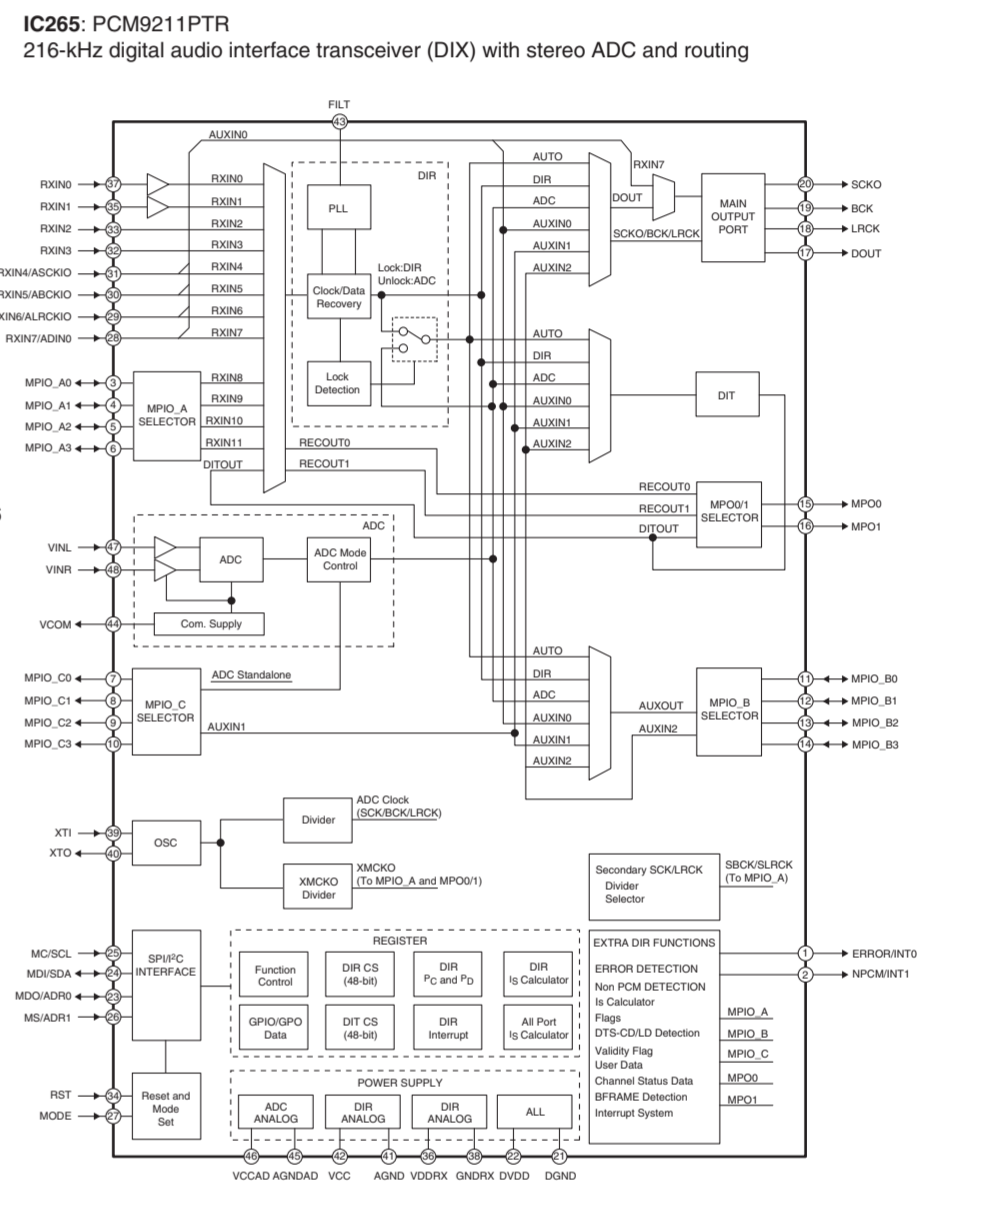 IC265: PCM9211PTR
216-kHz digital audio interface transceiver (DIX) with stereo ADC and routing
FILT
43
AUXIN0
RXIN0
37
RXIN0
RXIN1
35
RXIN1
RXIN2
33
RXIN2
RXIN3
32
RXIN3
RXIN4/ASCKIO
31
RXIN4
RXIN5/ABCKIO
30
RXIN5
XIN6/ALRCKIO
29
RXIN6
RXIN7/ADIN0
28
RXIN7
DIR
PLL
Clock/Data
Recovery
Lock:DIR
Unlock:ADC
Lock
Detection
AUTO
DIR
ADC
AUXIN0
AUXIN1
AUXIN2
RXIN7
DOUT
SCKO/BCK/LRCK
MAIN
OUTPUT
PORT
20
SCKO
19
BCK
18
LRCK
17
DOUT
MPIO_A0
3
MPIO_A1
4
MPIO_A2
5
MPIO_A3
6
MPIO_A
SELECTOR
RXIN8
RXIN9
RXIN10
RXIN11
DITOUT
RECOUT0
RECOUT1
AUTO
DIR
ADC
AUXIN0
AUXIN1
AUXIN2
DIT
RECOUT0
RECOUT1
DITOUT
MPO0/1
SELECTOR
15
MPO0
16
MPO1
ADC
VINL
47
VINR
48
ADC
ADC Mode
Control
VCOM
44
Com. Supply
MPIO_C0
7
MPIO_C1
8
MPIO_C2
9
MPIO_C3
10
MPIO_C
SELECTOR
ADC Standalone
AUXIN1
AUTO
DIR
ADC
AUXIN0
AUXIN1
AUXIN2
AUXOUT
AUXIN2
MPIO_B
SELECTOR
11
MPIO_B0
12
MPIO_B1
13
MPIO_B2
14
MPIO_B3
XTI
39
XTO
40
OSC
Divider
ADC Clock
(SCK/BCK/LRCK)
XMCKO
Divider
XMCKO
(To MPIO_A and MPO0/1)
Secondary SCK/LRCK
Divider
Selector
SBCK/SLRCK
(To MPIO_A)
MC/SCL
25
MDI/SDA
24
MDO/ADR0
23
MS/ADR1
26
SPI/I²C
INTERFACE
REGISTER
Function
Control
DIR CS
(48-bit)
DIR
PC and PD
DIR
IS Calculator
GPIO/GPO
Data
DIT CS
(48-bit)
DIR
Interrupt
All Port
IS Calculator
EXTRA DIR FUNCTIONS
ERROR DETECTION
Non PCM DETECTION
Is Calculator
Flags
DTS-CD/LD Detection
Validity Flag
User Data
Channel Status Data
BFRAME Detection
Interrupt System
1
ERROR/INT0
2
NPCM/INT1
MPIO_A
MPIO_B
MPIO_C
MPO0
MPO1
RST
34
MODE
27
Reset and
Mode
Set
POWER SUPPLY
ADC
ANALOG
DIR
ANALOG
DIR
ANALOG
ALL
46
45
42
41
36
38
22
21
VCCAD AGNDAD VCC AGND VDDRX GNDRX DVDD DGND